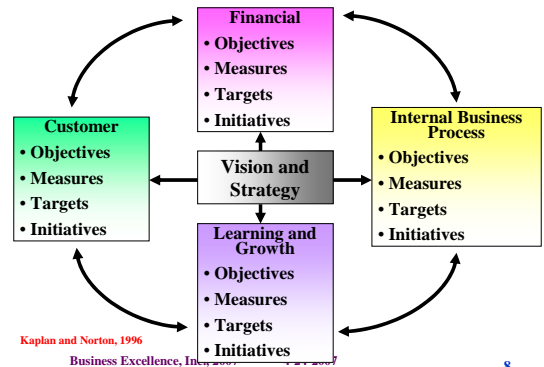 Financial
• Objectives
• Measures
• Targets
• Initiatives
Customer
• Objectives
• Measures
• Targets
• Initiatives
Vision and
Strategy
Internal Business
Process
• Objectives
• Measures
• Targets
• Initiatives
Learning and
Growth
• Objectives
• Measures
• Targets
• Initiatives
Kaplan and Norton, 1996
Business Excellence,
8